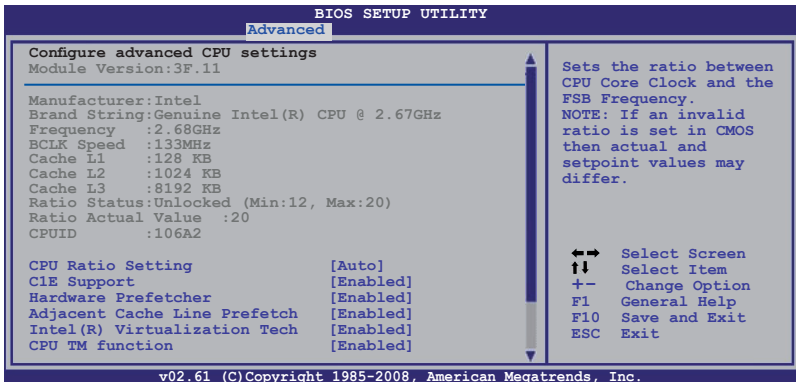 BIOS SETUP UTILITY
Advanced
Configure advanced CPU settings
Module Version:3F.11
Manufacturer:Intel
Brand String:Genuine Intel(R) CPU @ 2.67GHz
Frequency :2.68GHz
BCLK Speed :133MHz
Cache L1 :128 KB
Cache L2 :1024 KB
Cache L3 :8192 KB
Ratio Status:Unlocked (Min:12, Max:20)
Ratio Actual Value :20
CPUID :106A2
CPU Ratio Setting [Auto]
C1E Support [Enabled]
Hardware Prefetcher [Enabled]
Adjacent Cache Line Prefetch [Enabled]
Intel(R) Virtualization Tech [Enabled]
CPU TM function [Enabled]
Sets the ratio between
CPU Core Clock and the
FSB Frequency.
NOTE: If an invalid
ratio is set in CMOS
then actual and
setpoint values may
differ.
←→ Select Screen
↑↓ Select Item
+- Change Option
F1 General Help
F10 Save and Exit
ESC Exit
v02.61 (C)Copyright 1985-2008, American Megatrends, Inc.